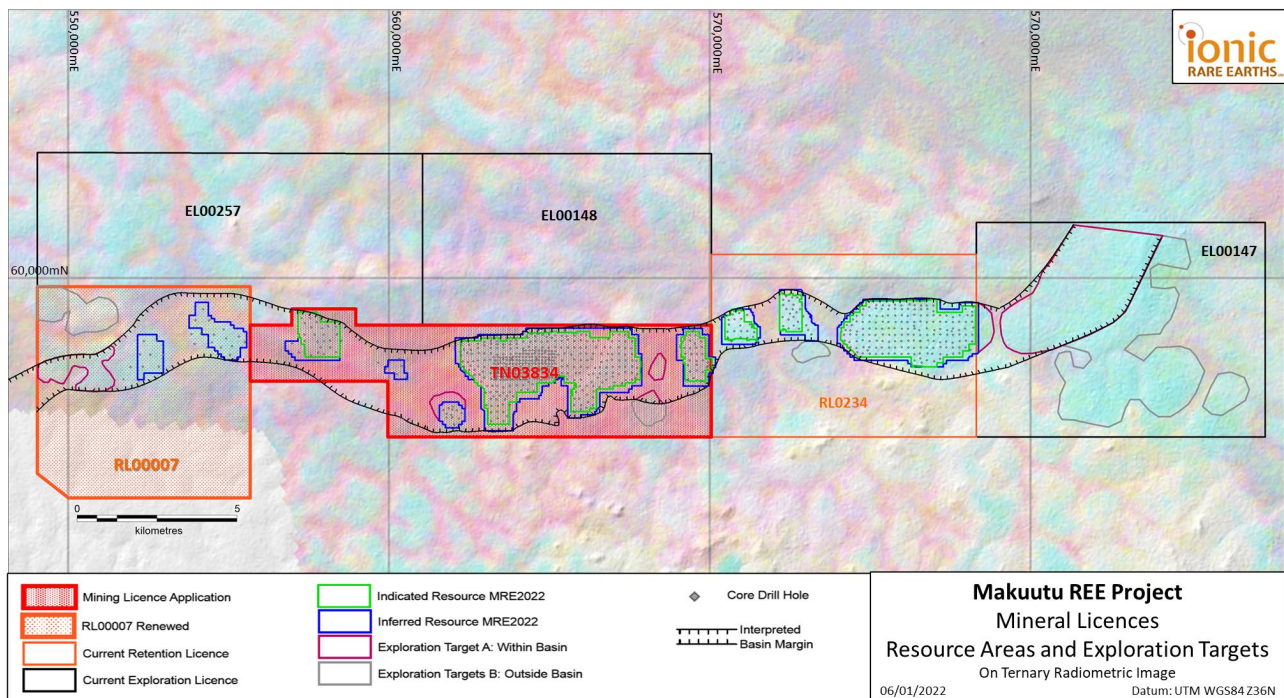 550,000mE
560,000mE
570,000mE
570,000mE
ionic
RARE EARTHS
EL00257
EL00148
EL00147
60,000mN
TN03834
RL0234
RL00007
0 5
kilometres
Mining Licence Application
RL00007 Renewed
Current Retention Licence
Current Exploration Licence
Indicated Resource MRE2022
Inferred Resource MRE2022
Exploration Target A: Within Basin
Exploration Targets B: Outside Basin
Core Drill Hole
Interpreted
Basin Margin
Makuutu REE Project
Mineral Licences
Resource Areas and Exploration Targets
On Ternary Radiometric Image
06/01/2022 Datum: UTM WGS84 Z36N